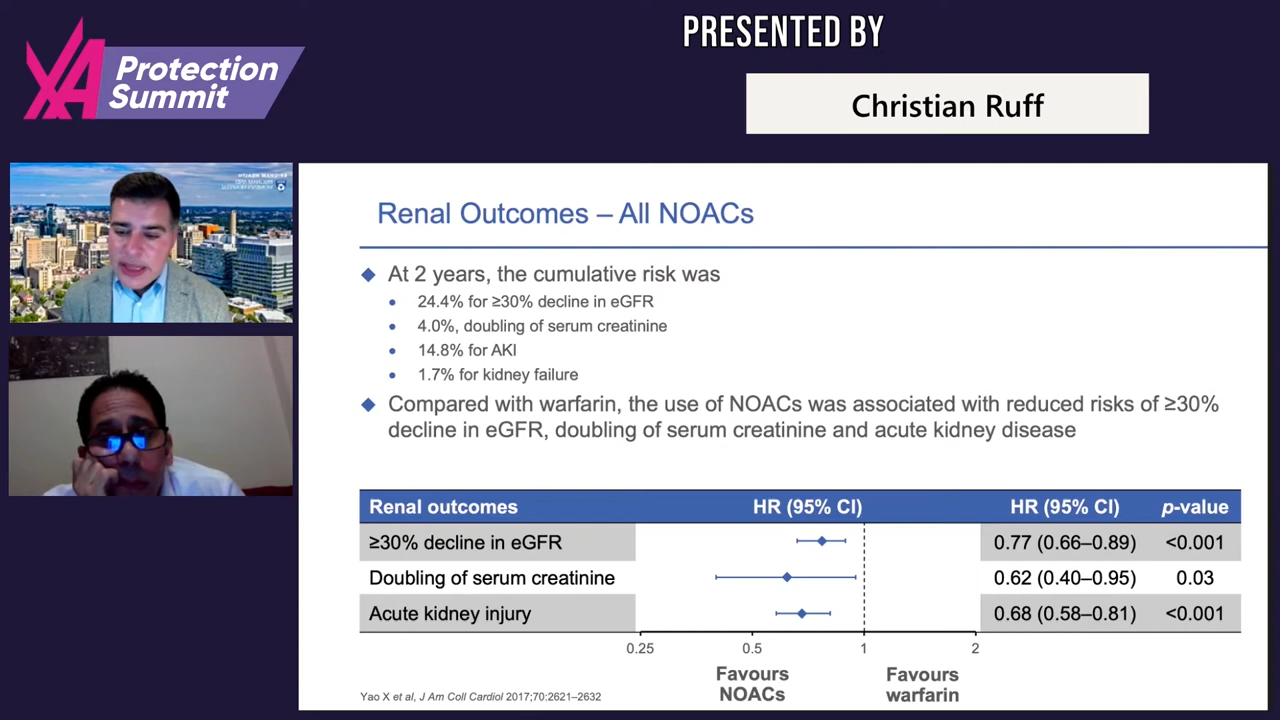 PRESENTED BY
XA Protection
Summit
Christian Ruff
Renal Outcomes – All NOACs
At 2 years, the cumulative risk was
24.4% for ≥30% decline in eGFR
4.0%, doubling of serum creatinine
14.8% for AKI
1.7% for kidney failure
Compared with warfarin, the use of NOACs was associated with reduced risks of ≥30%
decline in eGFR, doubling of serum creatinine and acute kidney disease
Renal outcomes HR (95% CI) HR (95% CI) p-value
≥30% decline in eGFR 0.77 (0.66–0.89) <0.001
Doubling of serum creatinine 0.62 (0.40–0.95) 0.03
Acute kidney injury 0.68 (0.58–0.81) <0.001
0.25 0.5 1 2
Favours Favours
NOACs warfarin
Yao X et al, J Am Coll Cardiol 2017;70:2621–2632